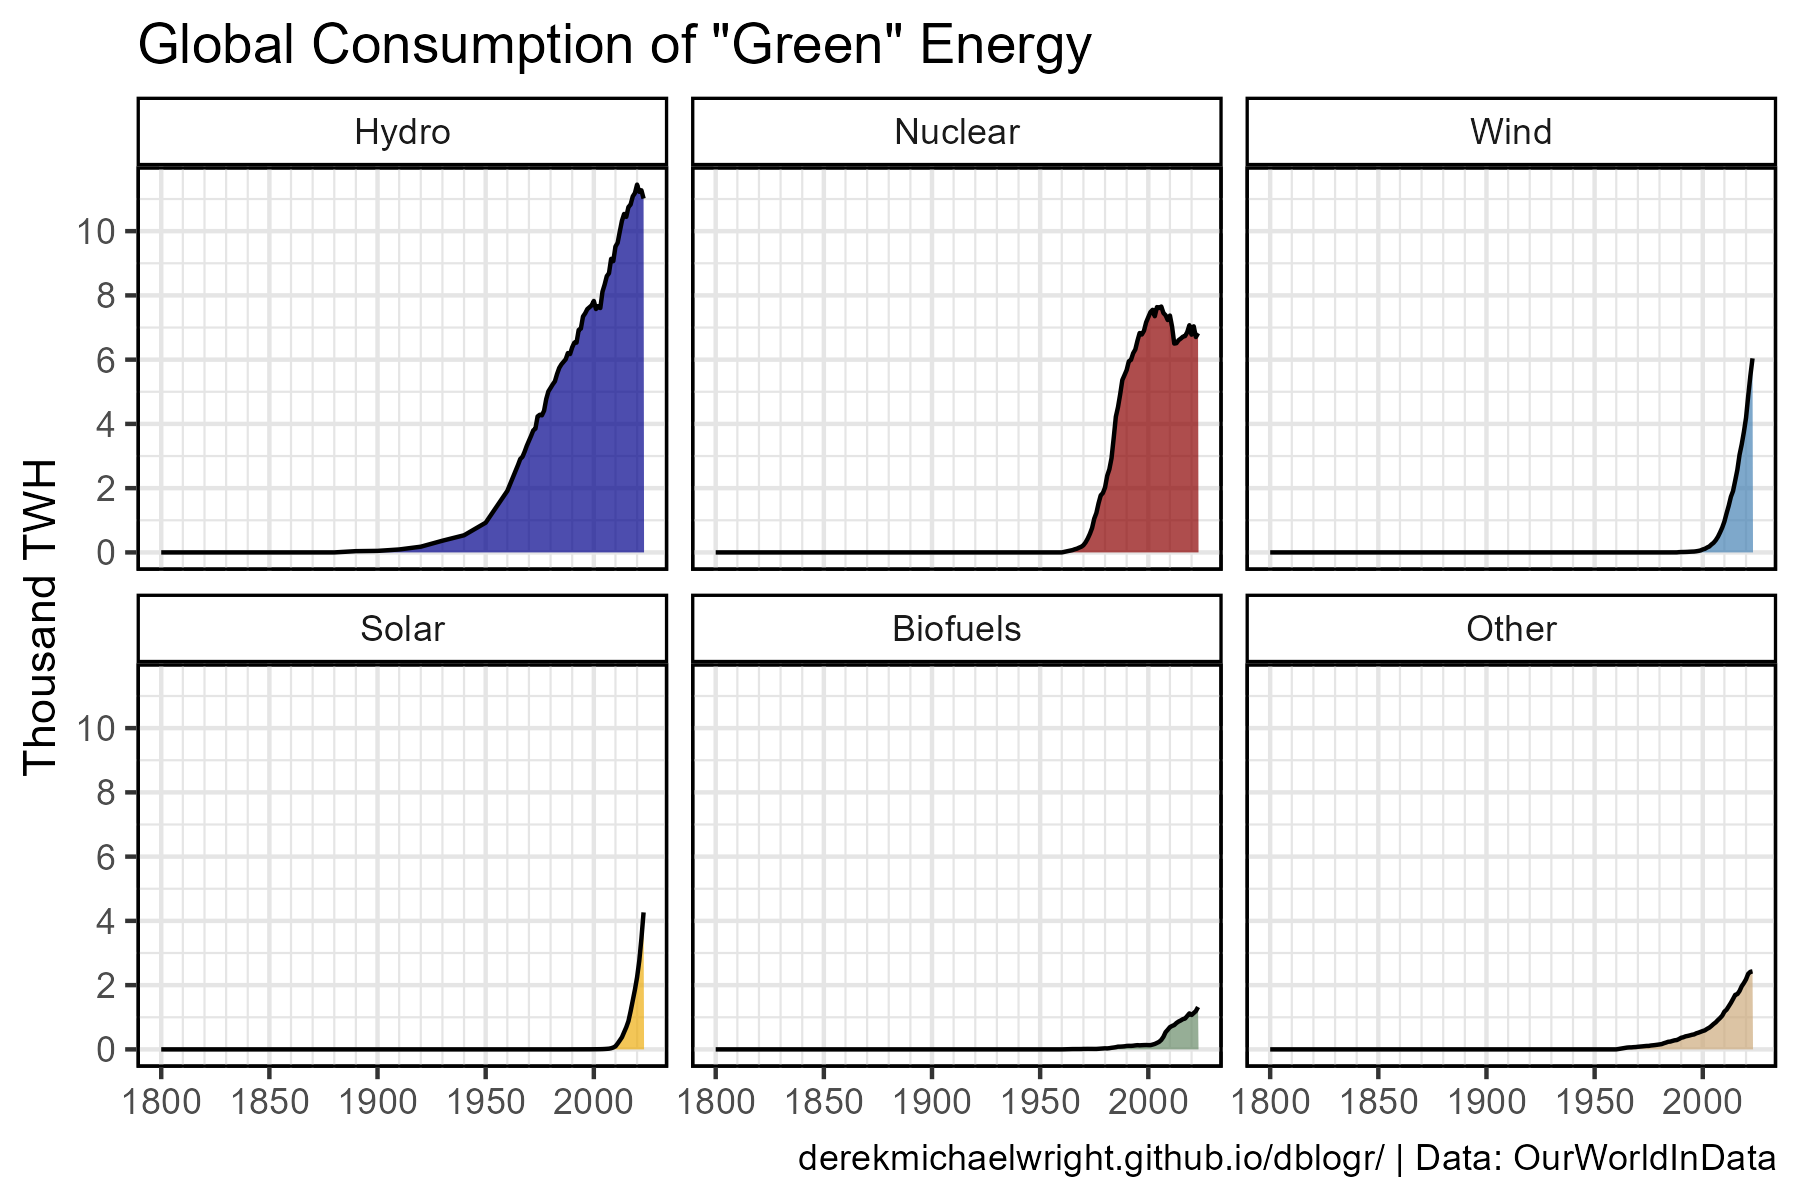 Global Consumption of "Green" Energy
Hydro
Nuclear
Wind
10
8
6
4
2
0
Thousand TWH
Solar
Biofuels
Other
10
8
6
4
2
0
1800 1850 1900 1950 2000
1800 1850 1900 1950 2000
1800 1850 1900 1950 2000
derekmichaelwright.github.io/dblogr/ | Data: OurWorldInData